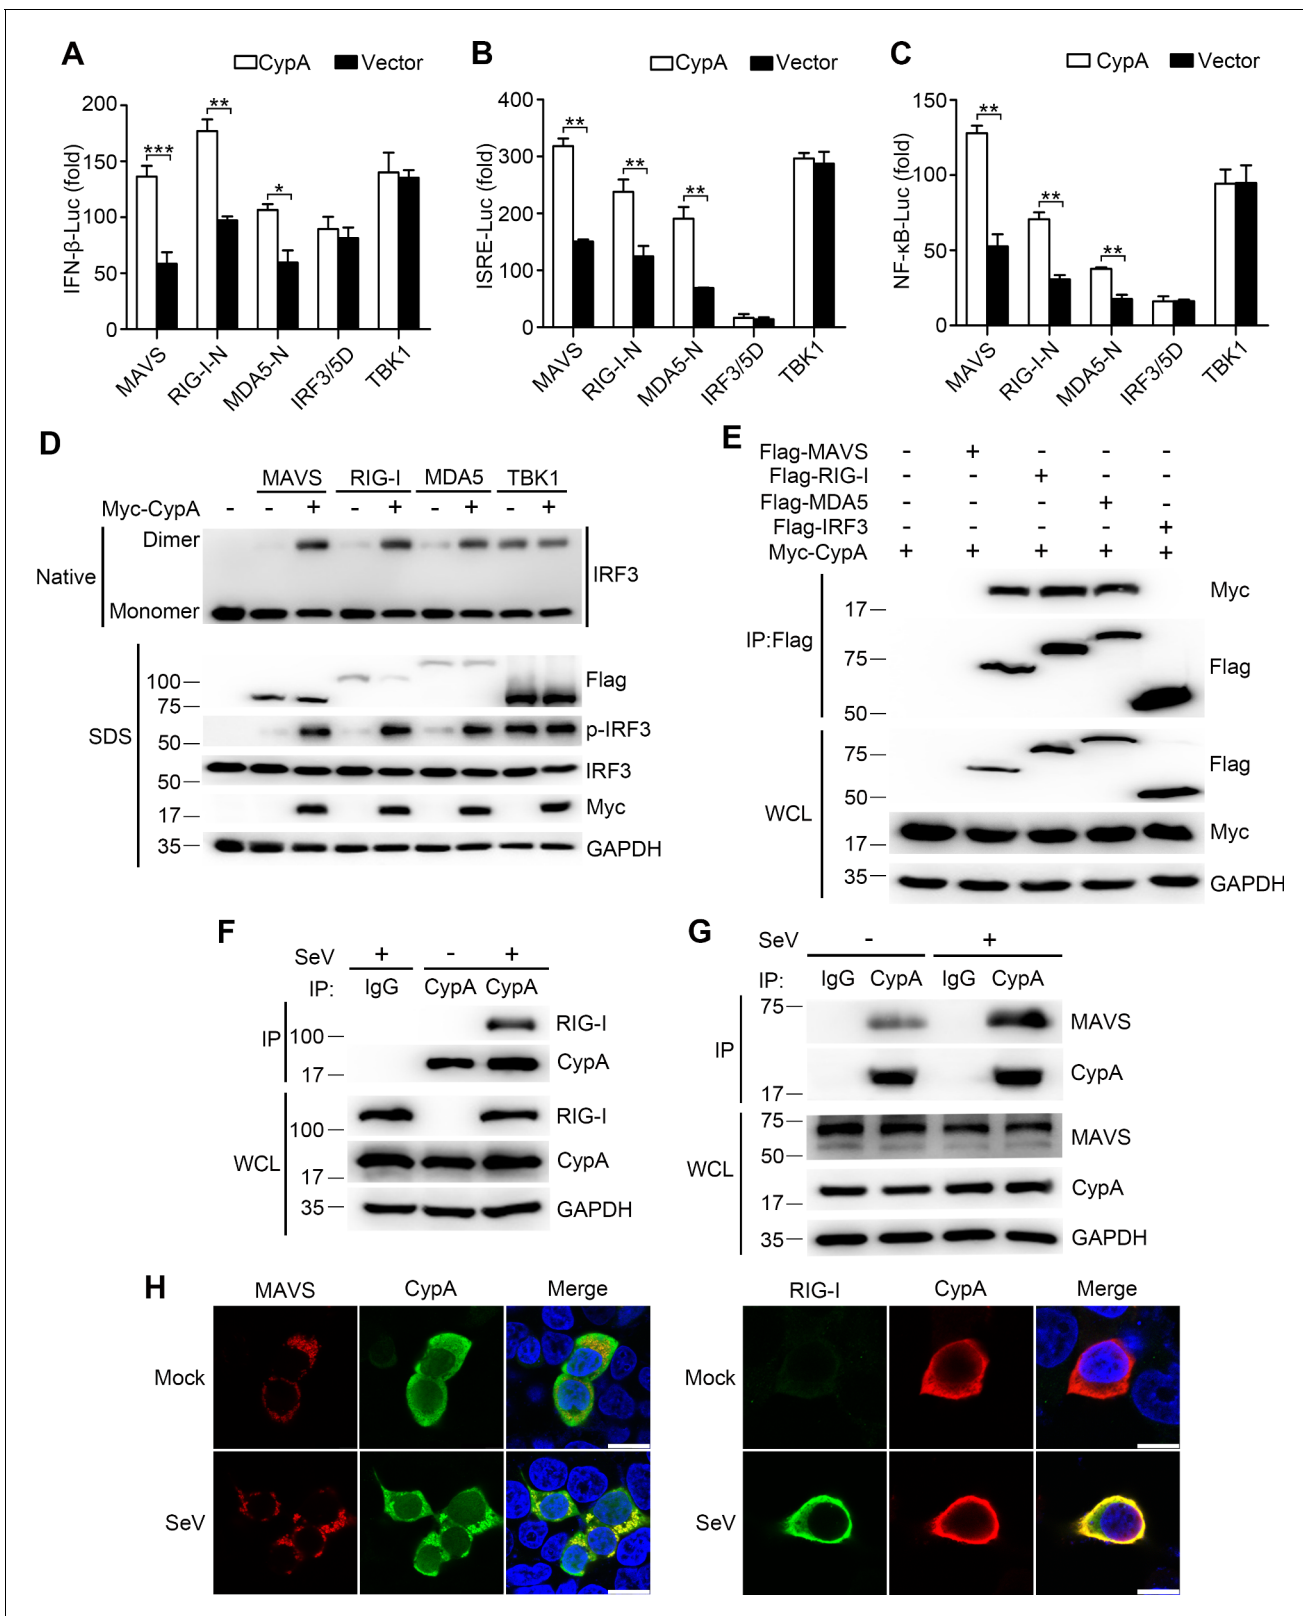 A
CypA Vector
IFN-β-Luc (fold)
200
150
100
50
0
*** ** *
MAVS RIG-I-N MDA5-N IRF3/5D TBK1
B
CypA Vector
ISRE-Luc (fold)
400
300
200
100
0
** ** **
MAVS RIG-I-N MDA5-N IRF3/5D TBK1
C
CypA Vector
NF-κB-Luc (fold)
150
100
50
0
** ** **
MAVS RIG-I-N MDA5-N IRF3/5D TBK1
D
MAVS RIG-I MDA5 TBK1
Myc-CypA - - + - + - + - +
Native
Dimer
Monomer
IRF3
SDS
100
75
Flag
50
p-IRF3
50
IRF3
17
Myc
35
GAPDH
E
Flag-MAVS - + - - -
Flag-RIG-I - - + - -
Flag-MDA5 - - - + -
Flag-IRF3 - - - - +
Myc-CypA + + + + +
IP:Flag
17
Myc
75
50
Flag
WCL
75
50
Flag
17
Myc
35
GAPDH
F
SeV + - +
IP: IgG CypA CypA
IP
100
RIG-I
17
CypA
WCL
100
RIG-I
17
CypA
35
GAPDH
G
SeV - +
IP: IgG CypA IgG CypA
IP
75
MAVS
17
CypA
WCL
75
50
MAVS
17
CypA
35
GAPDH
H
MAVS CypA Merge
Mock
SeV
RIG-I CypA Merge
Mock
SeV